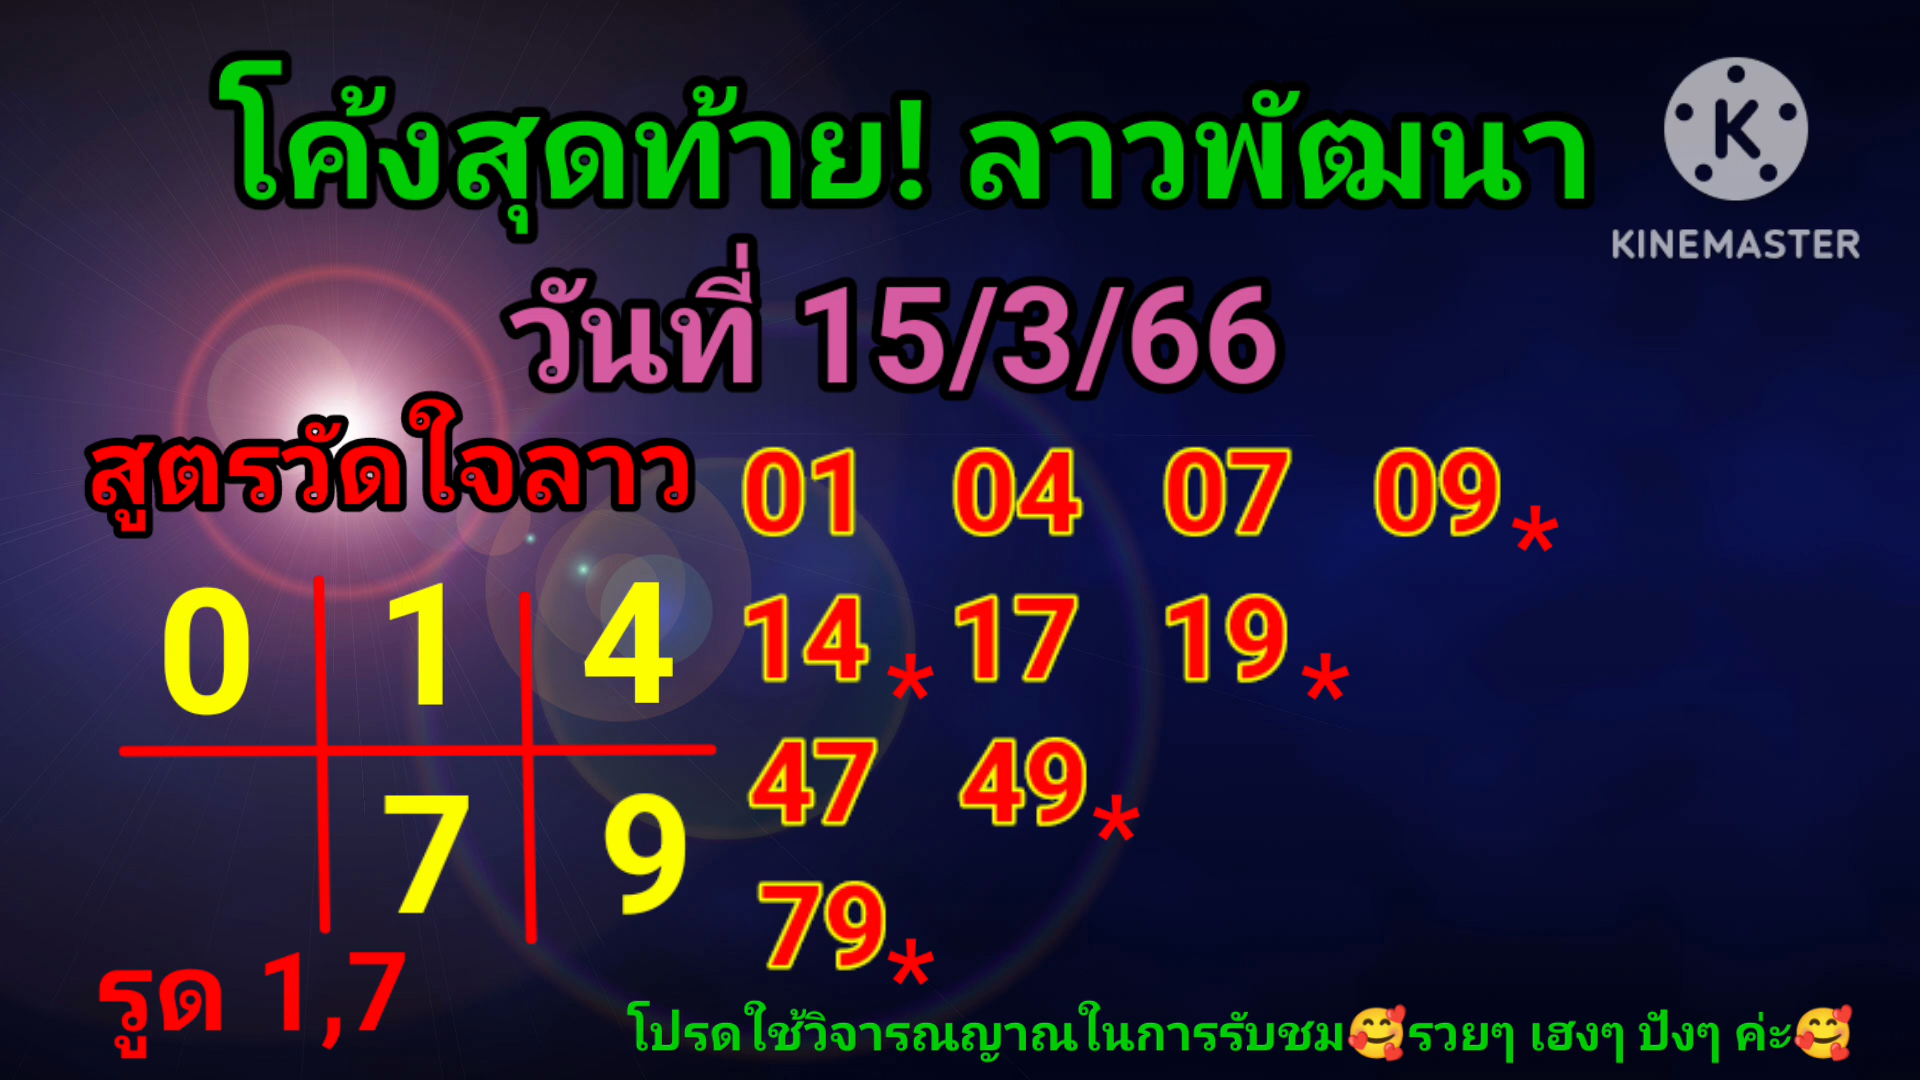 โค้งสุดท้าย! ลาวพัฒนา
KINEMASTER
วันที่ 15/3/66
สูตรวัดใจลาว
01 04 07 09*
0 1 4
14* 17 19*
47 49*
7 9
79*
รูด 1,7
โปรดใช้วิจารณญาณในการรับชม🥰รวยๆ เฮงๆ ปังๆ ค่ะ🥰